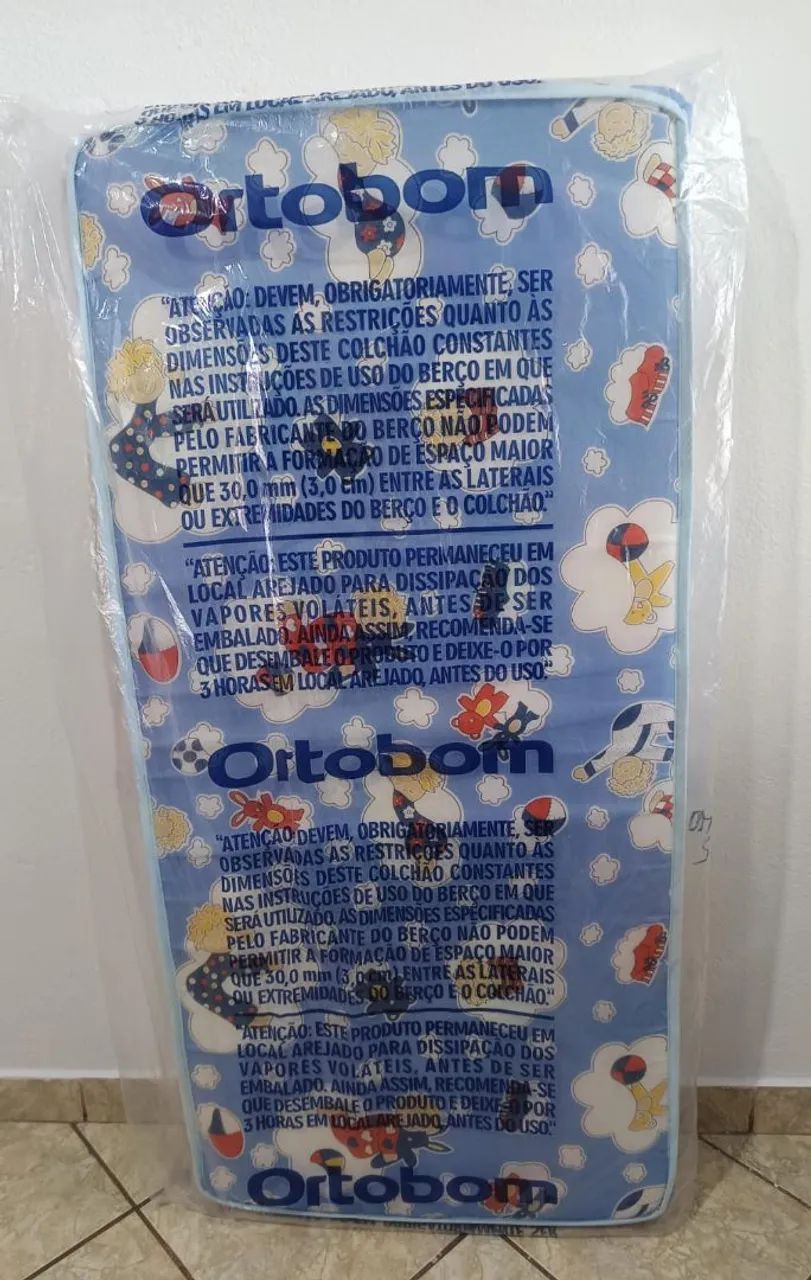 3 HORAS EM LOCAL AREJADO, ANTES DO USO."
Ortobom
"ATENÇÃO: DEVEM, OBRIGATORIAMENTE, SER
OBSERVADAS AS RESTRIÇÕES QUANTO ÀS
DIMENSÕES DESTE COLCHÃO CONSTANTES
NAS INSTRUÇÕES DE USO DO BERÇO EM QUE
SERÁ UTILIZADO. AS DIMENSÕES ESPECIFICADAS
PELO FABRICANTE DO BERÇO NÃO PODEM
PERMITIR A FORMAÇÃO DE ESPAÇO MAIOR
QUE 30,0 mm (3,0 cm) ENTRE AS LATERAIS
OU EXTREMIDADES DO BERÇO E O COLCHÃO."
"ATENÇÃO: ESTE PRODUTO PERMANECEU EM
LOCAL AREJADO PARA DISSIPAÇÃO DOS
VAPORES VOLÁTEIS, ANTES DE SER
EMBALADO. AINDA ASSIM, RECOMENDA-SE
QUE DESEMBALE O PRODUTO E DEIXE-O POR
3 HORAS EM LOCAL AREJADO, ANTES DO USO."
Ortobom
"ATENÇÃO: DEVEM, OBRIGATORIAMENTE, SER
OBSERVADAS AS RESTRIÇÕES QUANTO ÀS
DIMENSÕES DESTE COLCHÃO CONSTANTES
NAS INSTRUÇÕES DE USO DO BERÇO EM QUE
SERÁ UTILIZADO. AS DIMENSÕES ESPECIFICADAS
PELO FABRICANTE DO BERÇO NÃO PODEM
PERMITIR A FORMAÇÃO DE ESPAÇO MAIOR
QUE 30,0 mm (3,0 cm) ENTRE AS LATERAIS
OU EXTREMIDADES DO BERÇO E O COLCHÃO."
"ATENÇÃO: ESTE PRODUTO PERMANECEU EM
LOCAL AREJADO PARA DISSIPAÇÃO DOS
VAPORES VOLÁTEIS, ANTES DE SER
EMBALADO. AINDA ASSIM, RECOMENDA-SE
QUE DESEMBALE O PRODUTO E DEIXE-O POR
3 HORAS EM LOCAL AREJADO, ANTES DO USO."
Ortobom